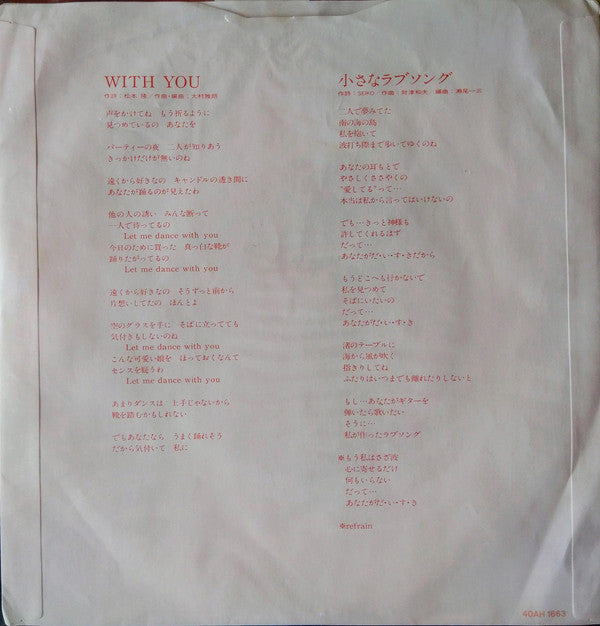 WITH YOU
作詩：松本 隆／作曲・編曲：大村雅朗
声をかけてね　もう祈るように
見つめているの　あなたを
パーティーの夜　二人が知りあう
きっかけだけが無いのね
遠くから好きなの　キャンドルの透き間に
あなたが踊るのが見えたわ
他の人の誘い　みんな断って
一人で待ってるの
Let me dance with you
今日のために買った　真っ白な靴が
踊りたがってるの
Let me dance with you
遠くから好きなの　そうずっと前から
片想いしてたの　ほんとよ
空のグラスを手に　そばに立ってても
気付きもしないのね
Let me dance with you
こんな可愛い娘を　ほっておくなんて
センスを疑うわ
Let me dance with you
あまりダンスは　上手じゃないから
靴を踏むかもしれない
でもあなたなら　うまく踊れそう
だから気付いて　私に
小さなラブソング
作詩：SEIKO／作曲：財津和夫／編曲：瀬尾一三
二人で夢みてた
南の海の島
私を抱いて
波打ち際まで歩いてゆくのね
あなたの耳もとで
やさしくささやくの
“愛してる”って…
本当は私から言ってはいけないの
でも…きっと神様も
許してくれるはず
だって…
あなたがだ・い・す・きだから
もうどこへも行かないで
私を見つめて
そばにいたいの
だって…
あなたがだ・い・す・き
渚のテーブルに
海から風が吹く
指きりしてね
ふたりはいつまでも離れたりしないと
もし…あなたがギターを
弾いたら歌いたい
そうに…
私が作ったラブソング
※もう私はさざ波
心に寄せるだけ
何もいらない
だって…
あなたがだ・い・す・き
※refrain
40AH 1663